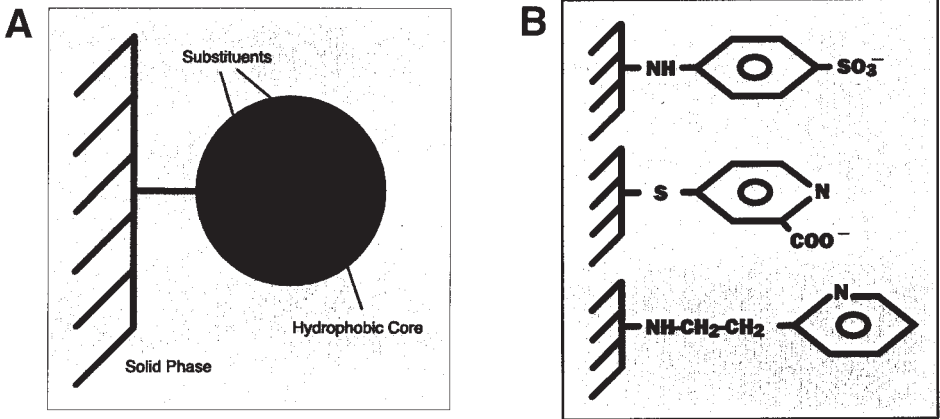 A
Substituents
Hydrophobic Core
Solid Phase
B
NH SO₃⁻
S N
COO⁻
N
NH-CH₂-CH₂